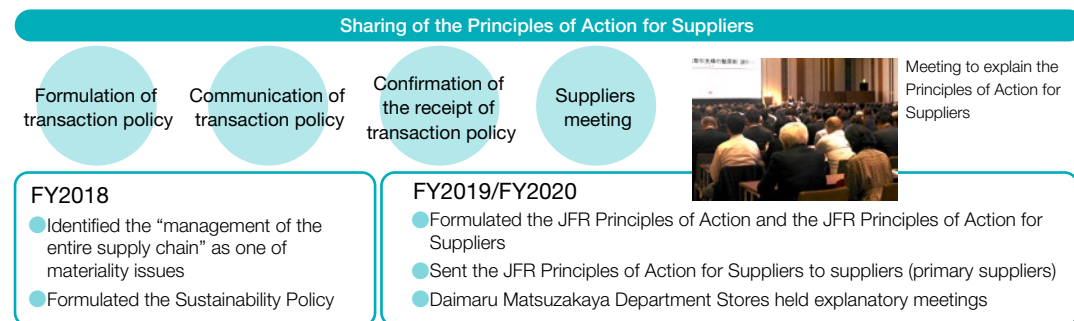 Sharing of the Principles of Action for Suppliers
Formulation of
transaction policy
Communication of
transaction policy
Confirmation of
the receipt of
transaction policy
Suppliers
meeting
Meeting to explain the
Principles of Action for
Suppliers
FY2018
●Identified the “management of the
entire supply chain” as one of
materiality issues
●Formulated the Sustainability Policy
FY2019/FY2020
●Formulated the JFR Principles of Action and the JFR Principles of Action for
Suppliers
●Sent the JFR Principles of Action for Suppliers to suppliers (primary suppliers)
●Daimaru Matsuzakaya Department Stores held explanatory meetings